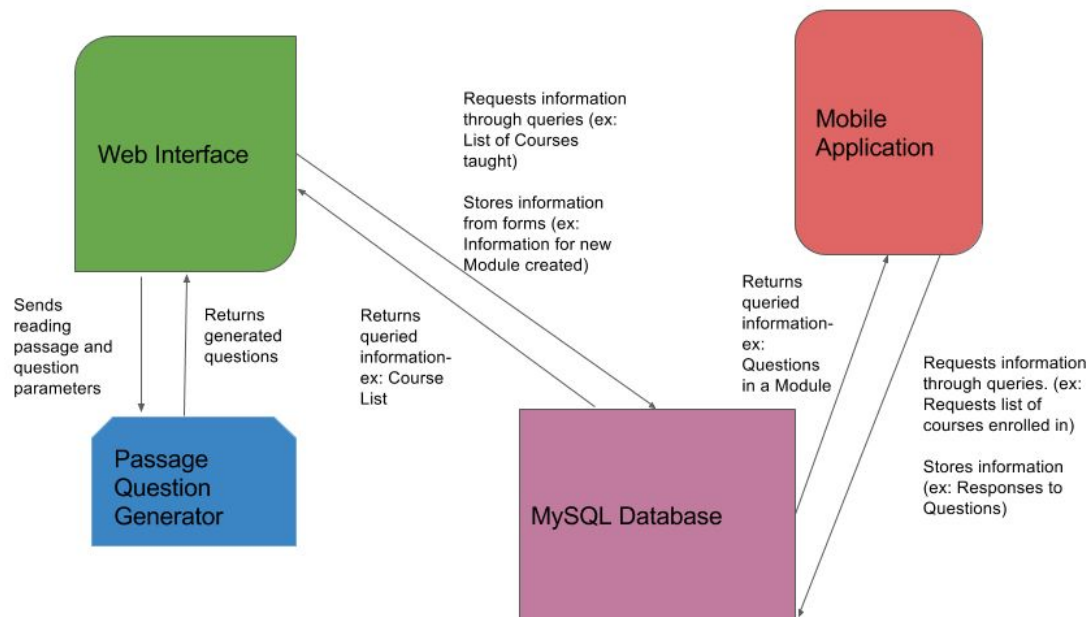 Web Interface
Requests information
through queries (ex:
List of Courses
taught)
Stores information
from forms (ex:
Information for new
Module created)
Mobile
Application
Sends
reading
passage and
question
parameters
Returns
generated
questions
Returns
queried
information-
ex: Course
List
Returns
queried
information-
ex:
Questions
in a Module
Requests information
through queries. (ex:
Requests list of
courses enrolled in)
Stores information
(ex: Responses to
Questions)
Passage
Question
Generator
MySQL Database